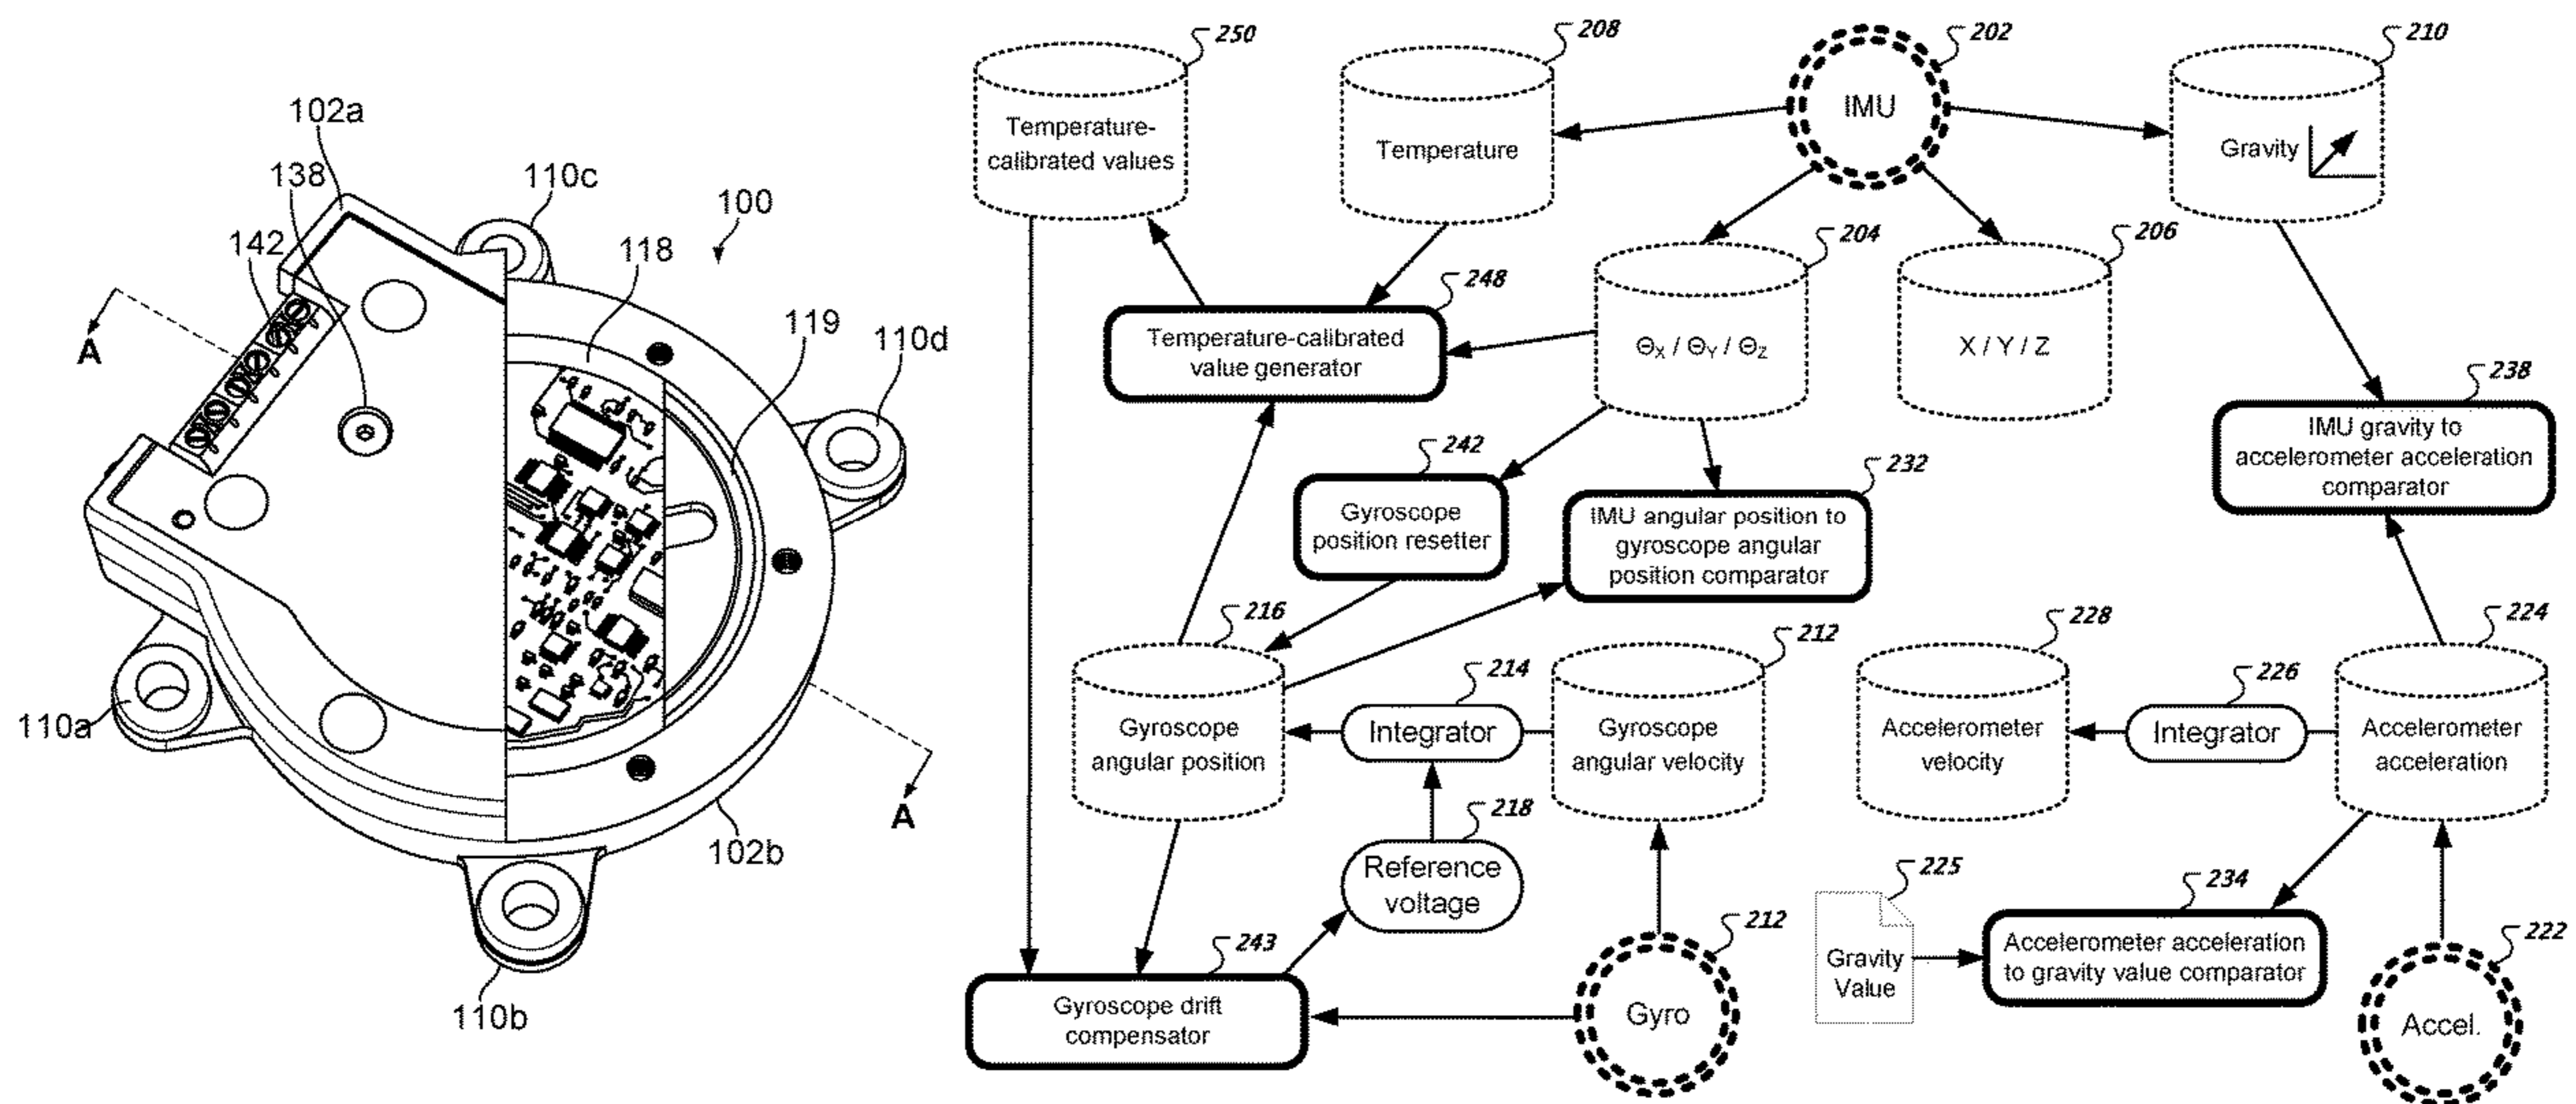 102a
138
110c
142
100
118
119
110d
A
110a
A
102b
110b
250
208
202
210
Temperature-
calibrated values
Temperature
IMU
Gravity
204
206
248
Temperature-calibrated
value generator
ΘX / ΘY / ΘZ
X / Y / Z
238
IMU gravity to
accelerometer acceleration
comparator
242
Gyroscope
position resetter
232
IMU angular position to
gyroscope angular
position comparator
216
214
212
228
226
224
Gyroscope
angular position
Integrator
Gyroscope
angular velocity
Accelerometer
velocity
Integrator
Accelerometer
acceleration
218
Reference
voltage
225
Gravity
Value
234
Accelerometer acceleration
to gravity value comparator
243
Gyroscope drift
compensator
212
Gyro
222
Accel.